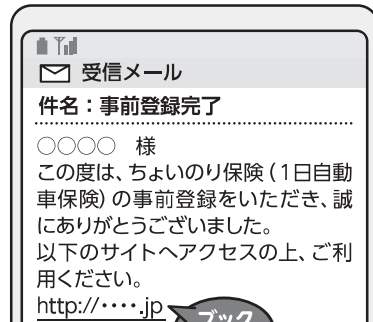 受信メール
件名：事前登録完了
○○○○　様
この度は、ちょいのり保険（1日自動
車保険）の事前登録をいただき、誠
にありがとうございました。
以下のサイトへアクセスの上、ご利
用ください。
http://‥‥.jp
ブック